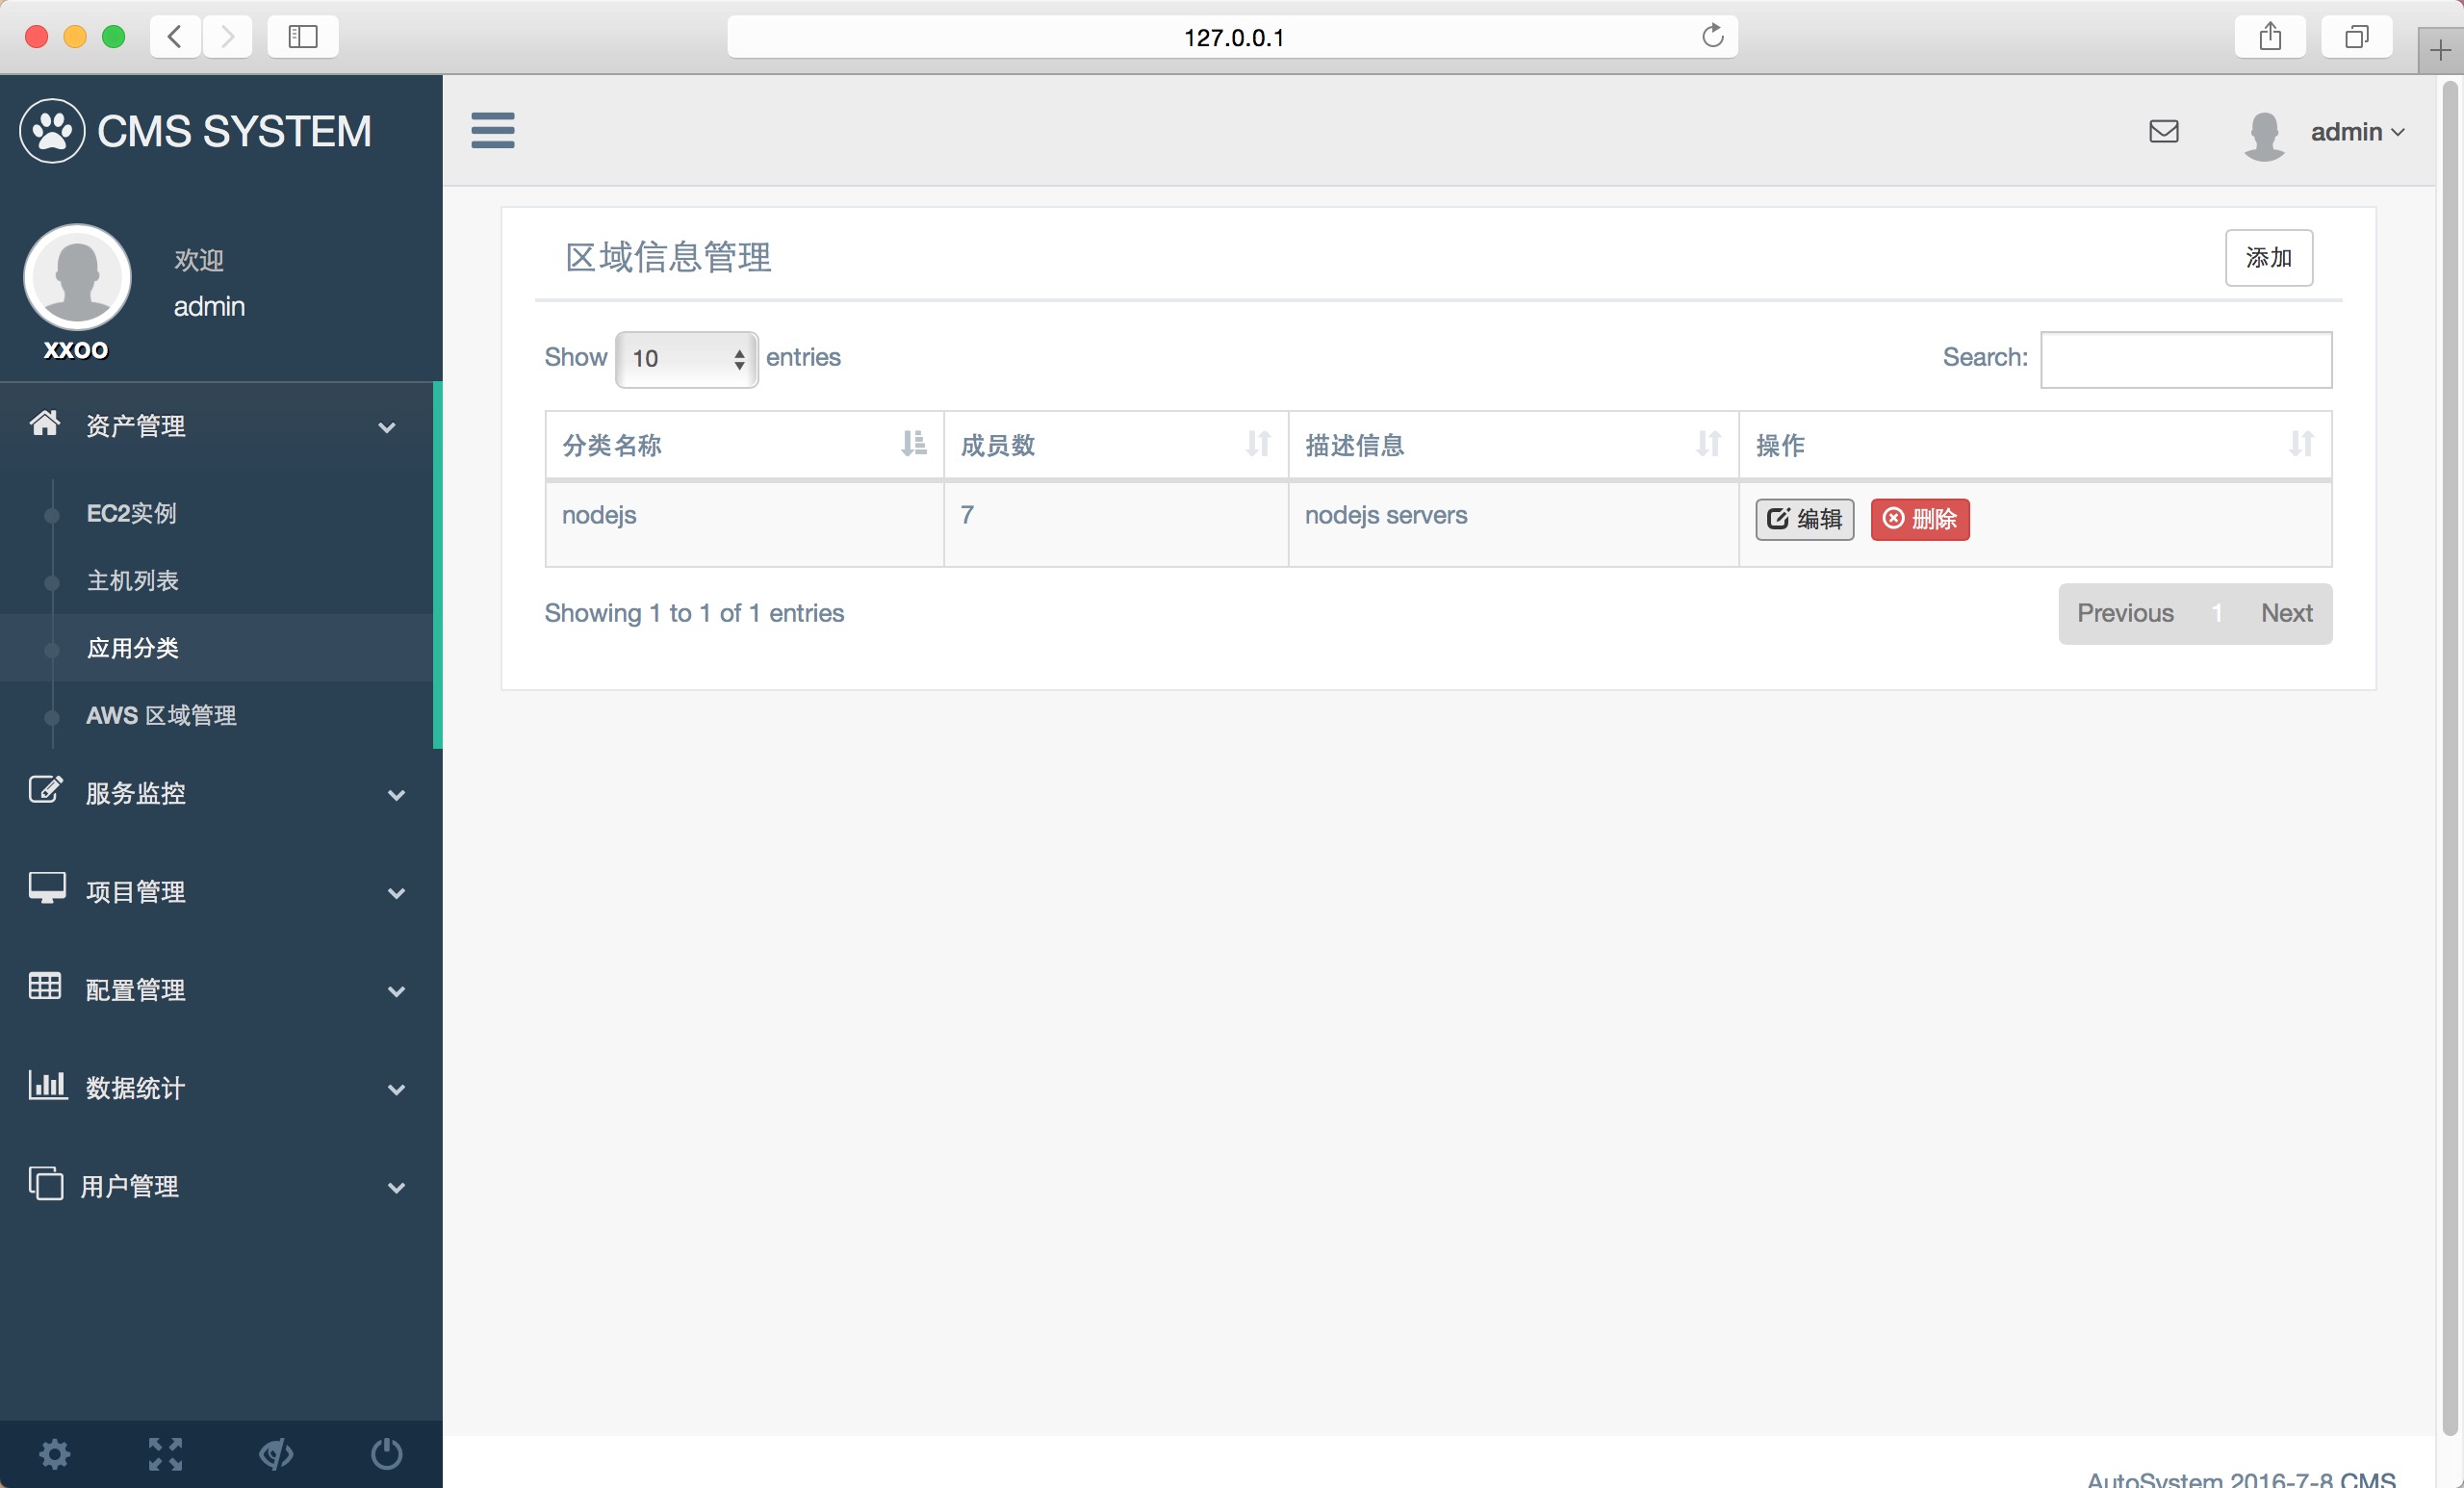 127.0.0.1
CMS SYSTEM
admin
欢迎
admin
xxoo
资产管理
EC2实例
主机列表
应用分类
AWS 区域管理
服务监控
项目管理
配置管理
数据统计
用户管理
区域信息管理
添加
Show 10 entries
Search:
分类名称 成员数 描述信息 操作
nodejs 7 nodejs servers 编辑 删除
Showing 1 to 1 of 1 entries
Previous 1 Next
AutoSystem 2016-7-8 CMS